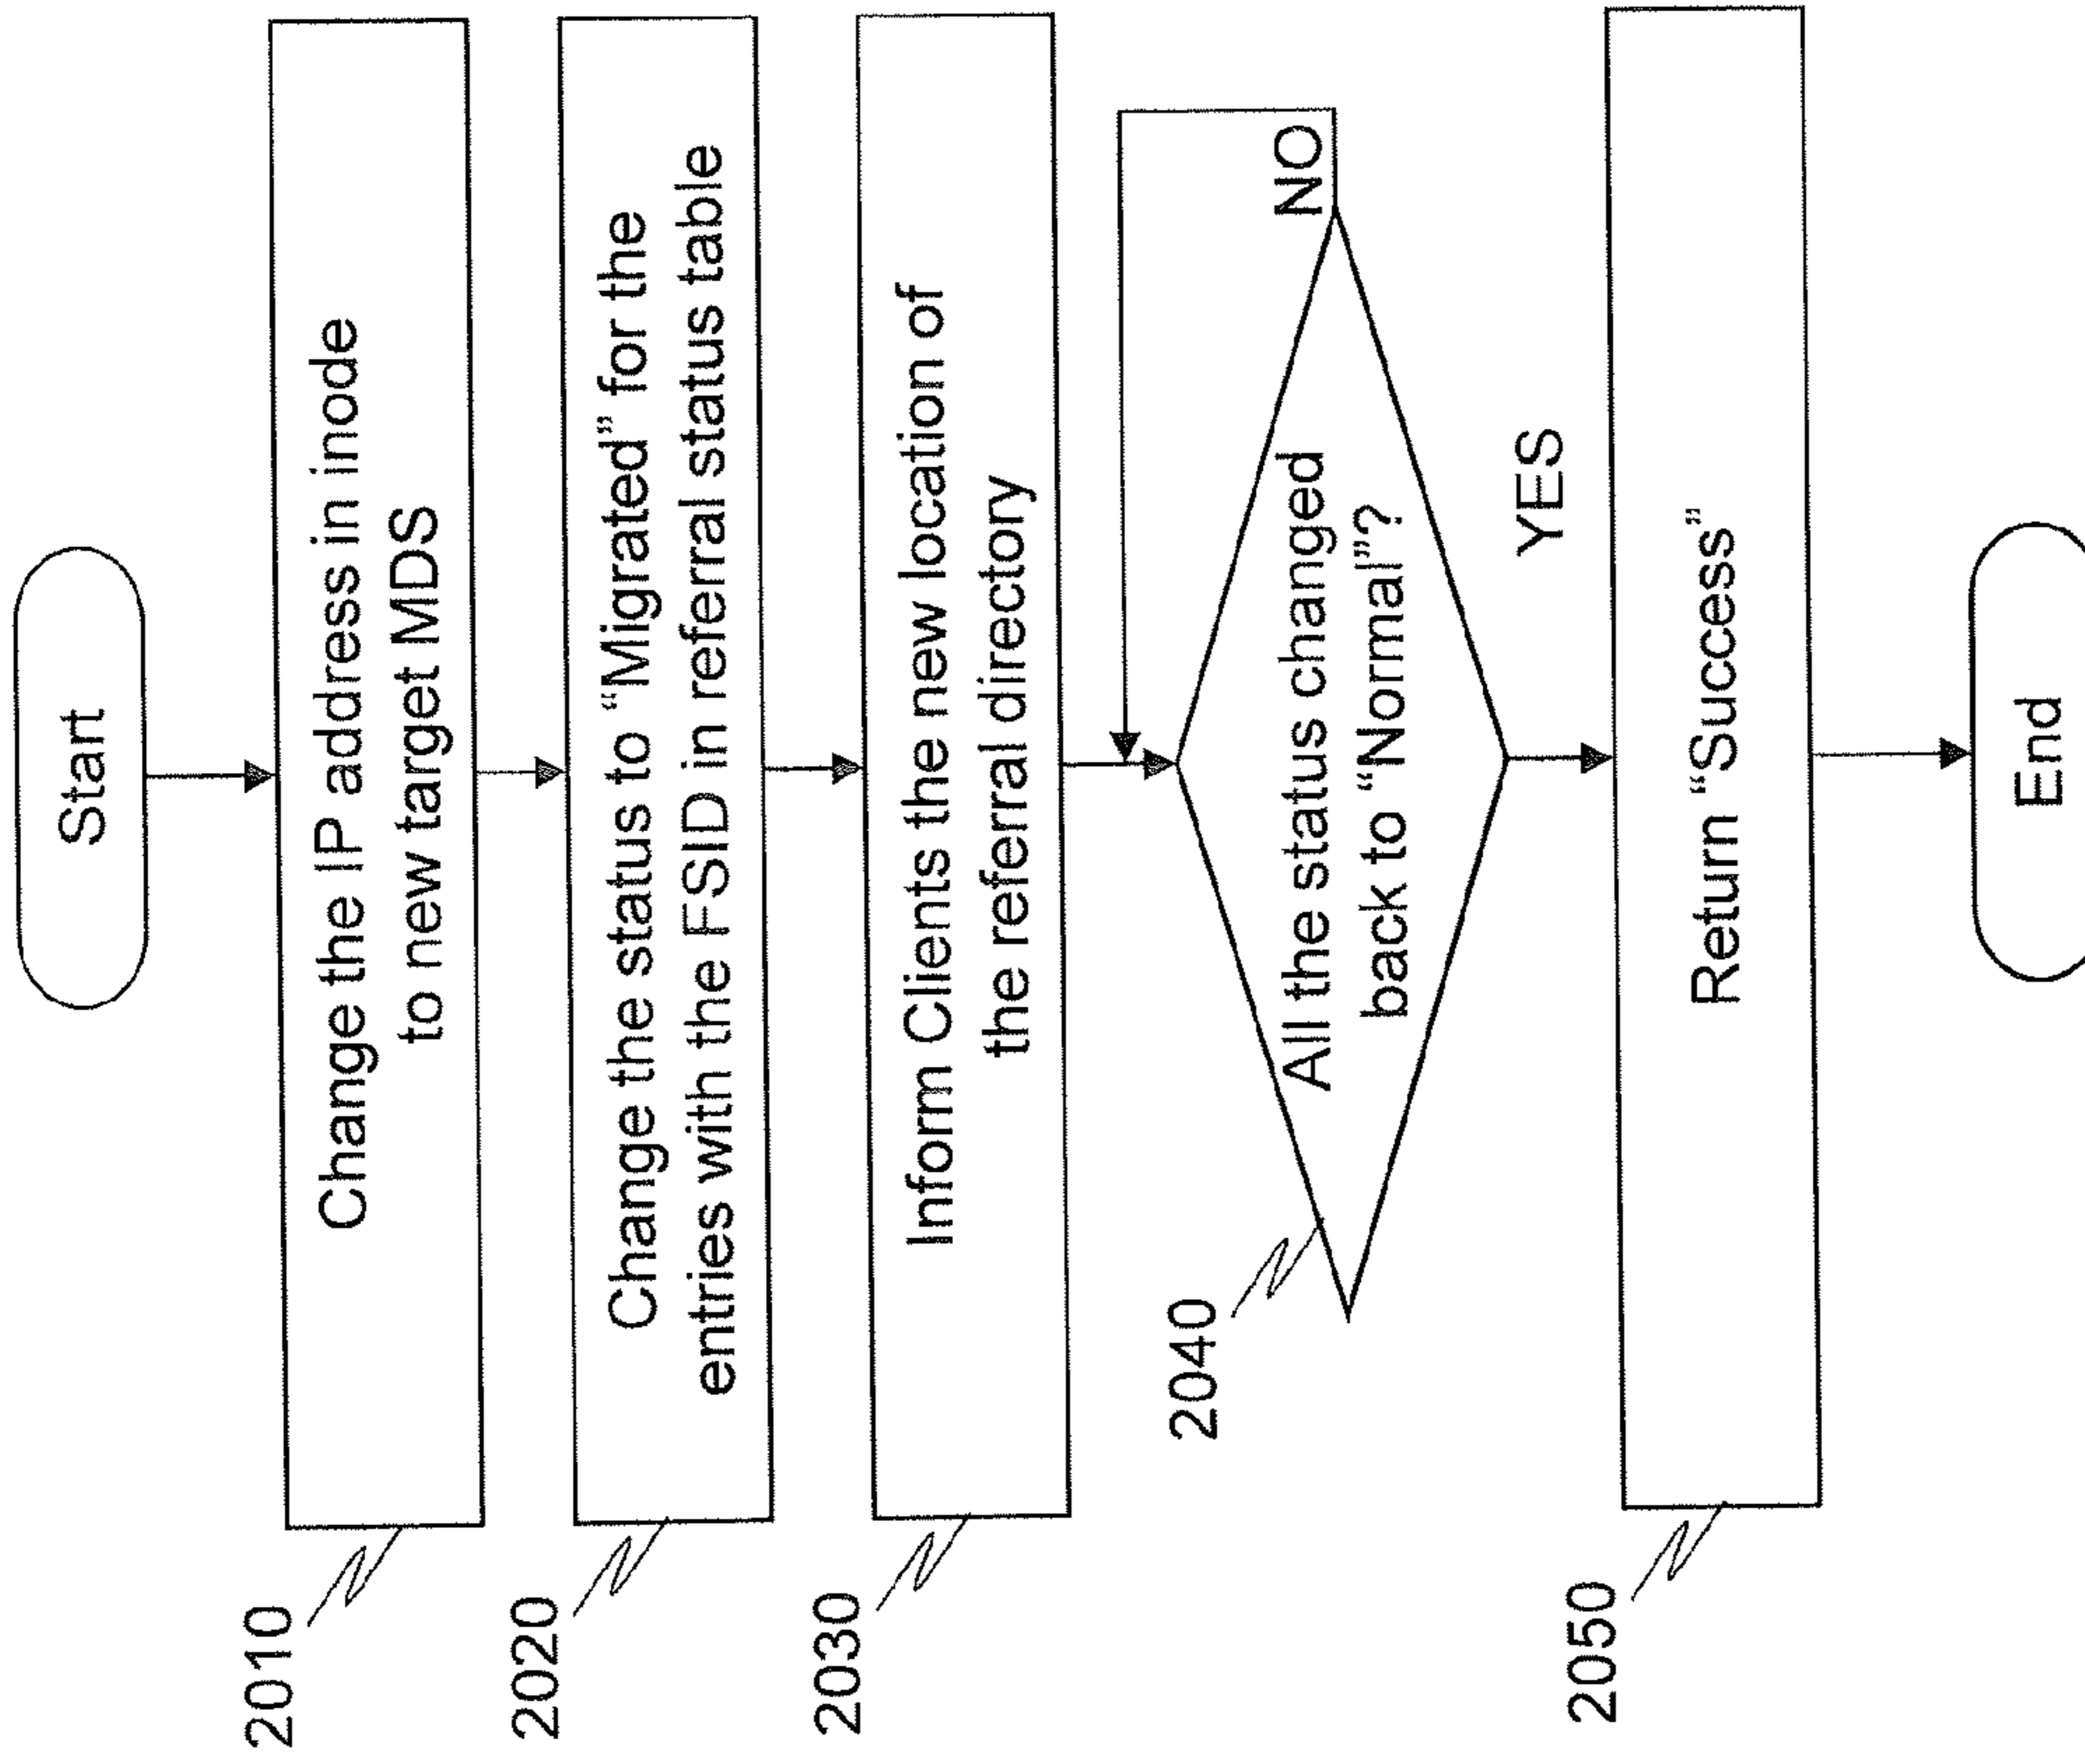 Start
2010
Change the IP address in inode
to new target MDS
2020
Change the status to “Migrated” for the
entries with the FSID in referral status table
2030
Inform Clients the new location of
the referral directory
2040
All the status changed
back to “Normal”?
NO
YES
2050
Return “Success”
End